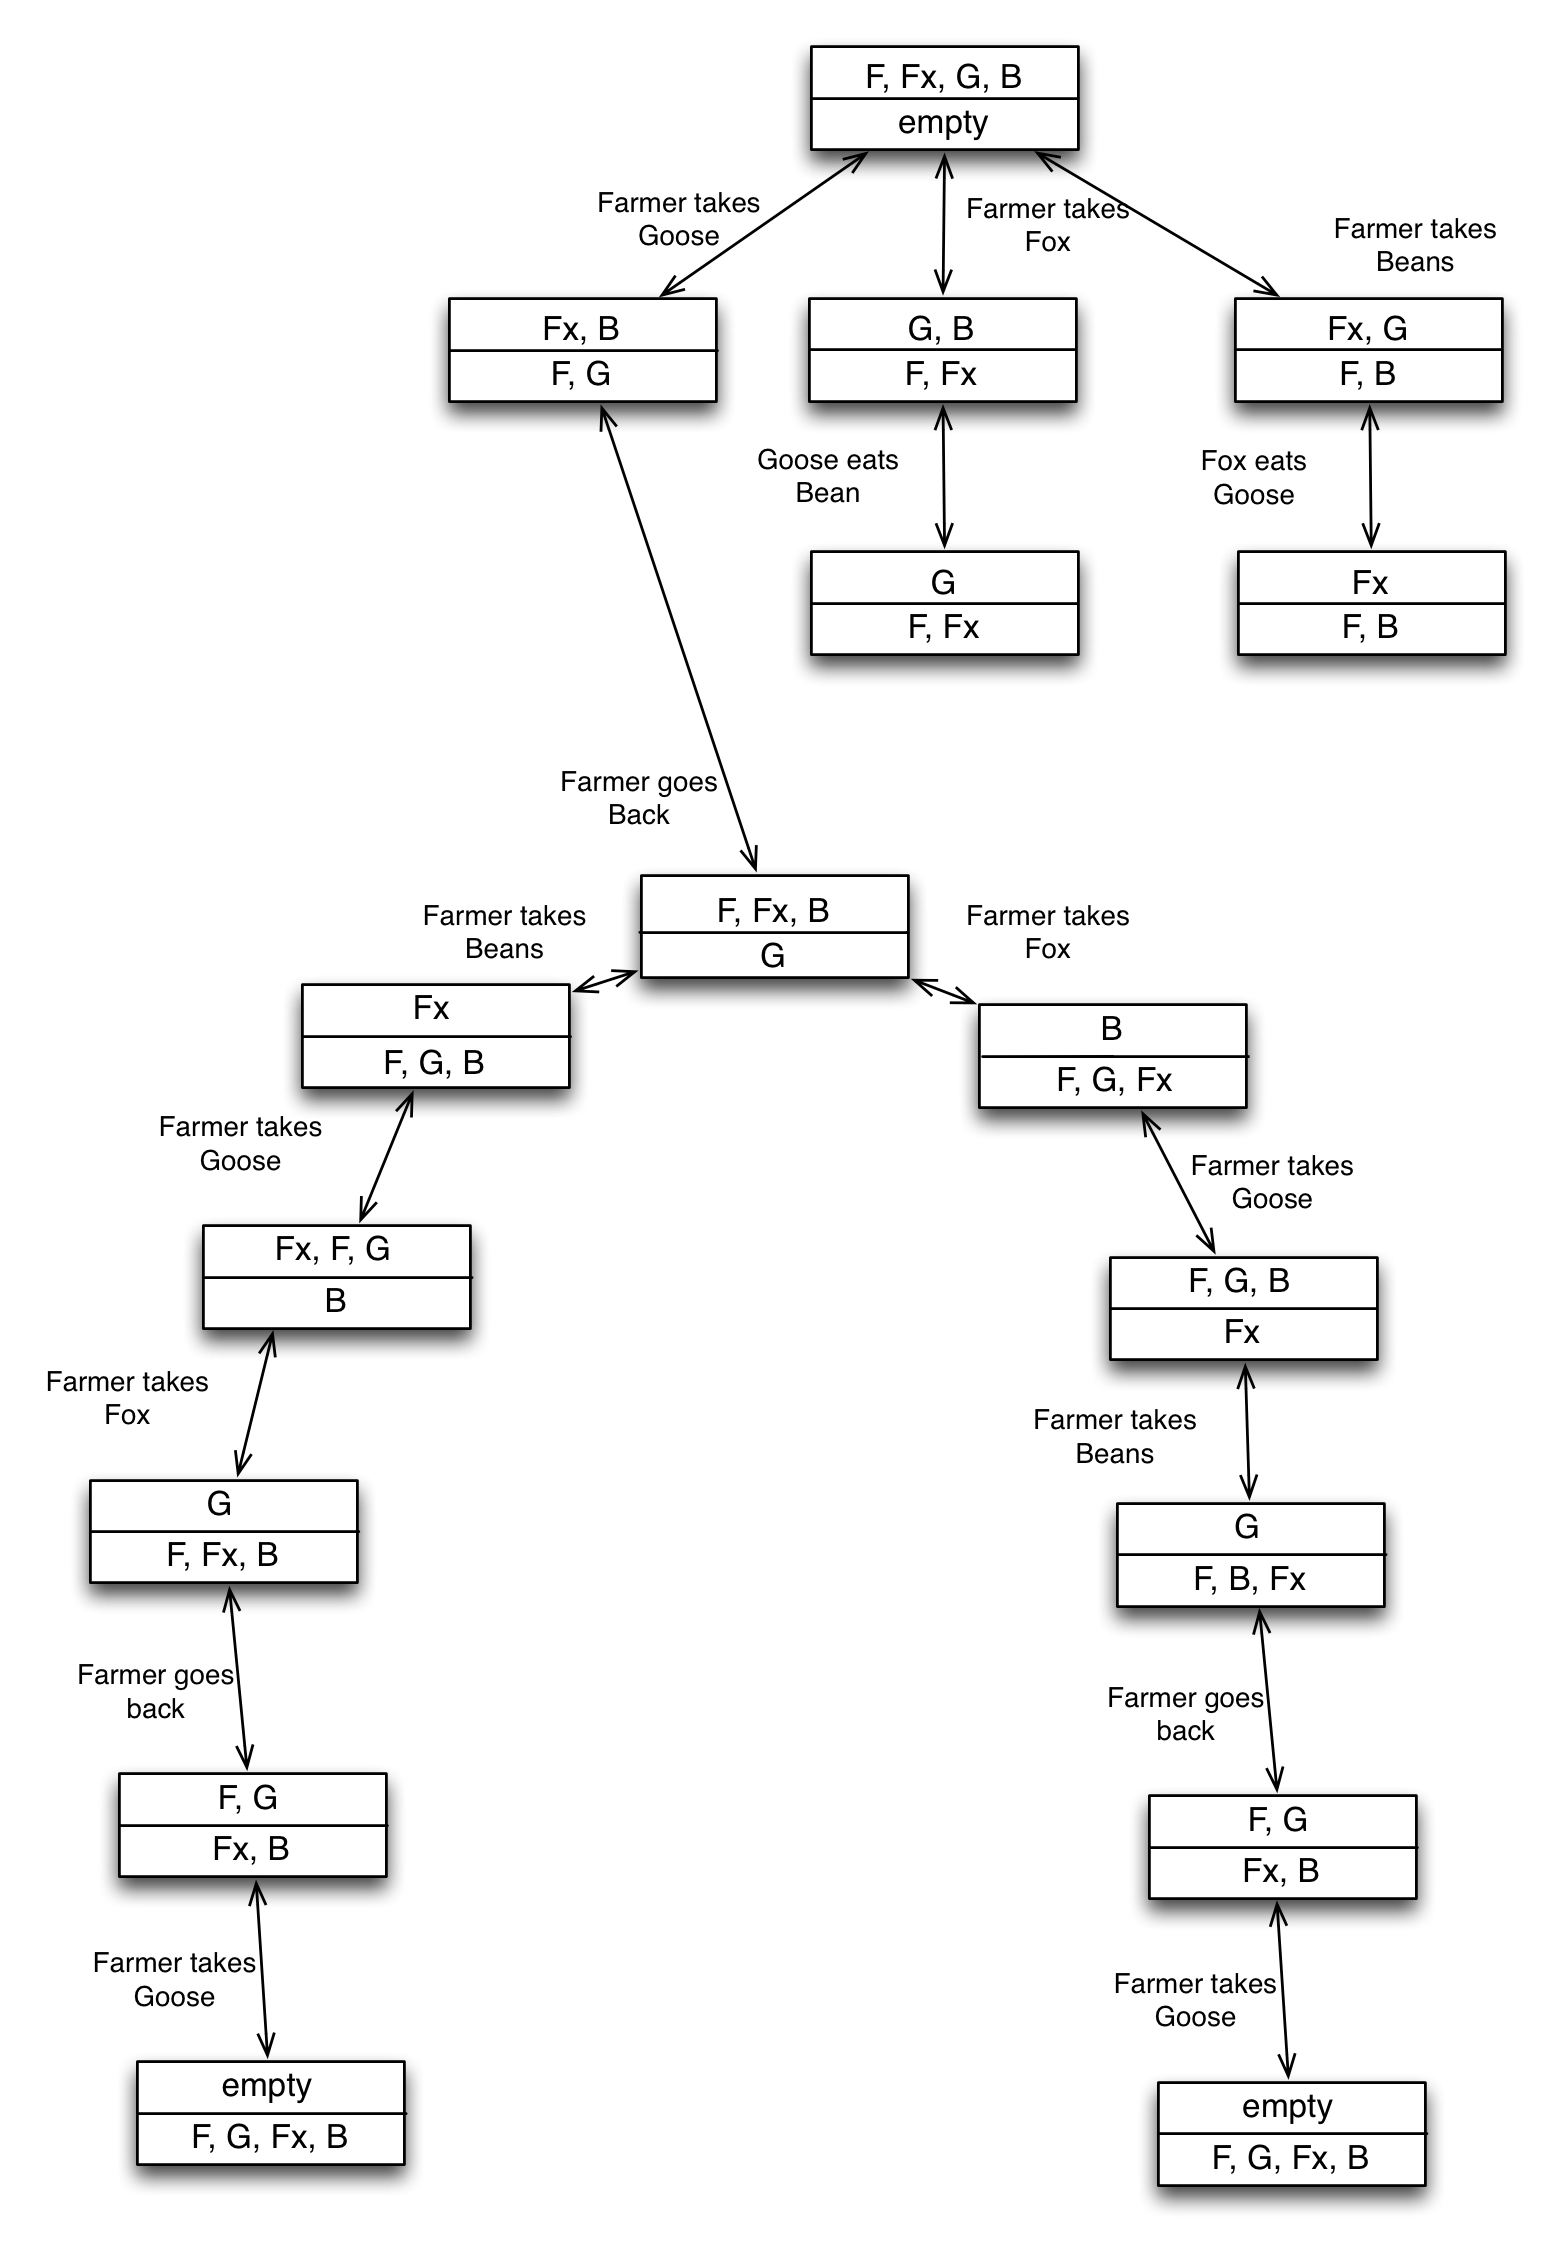 F, Fx, G, B
empty
Farmer takes
Goose
Farmer takes
Fox
Farmer takes
Beans
Fx, B
F, G
G, B
F, Fx
Fx, G
F, B
Goose eats
Bean
Fox eats
Goose
G
F, Fx
Fx
F, B
Farmer goes
Back
F, Fx, B
G
Farmer takes
Beans
Farmer takes
Fox
Fx
F, G, B
B
F, G, Fx
Farmer takes
Goose
Farmer takes
Goose
Fx, F, G
B
F, G, B
Fx
Farmer takes
Fox
Farmer takes
Beans
G
F, Fx, B
G
F, B, Fx
Farmer goes
back
Farmer goes
back
F, G
Fx, B
F, G
Fx, B
Farmer takes
Goose
Farmer takes
Goose
empty
F, G, Fx, B
empty
F, G, Fx, B